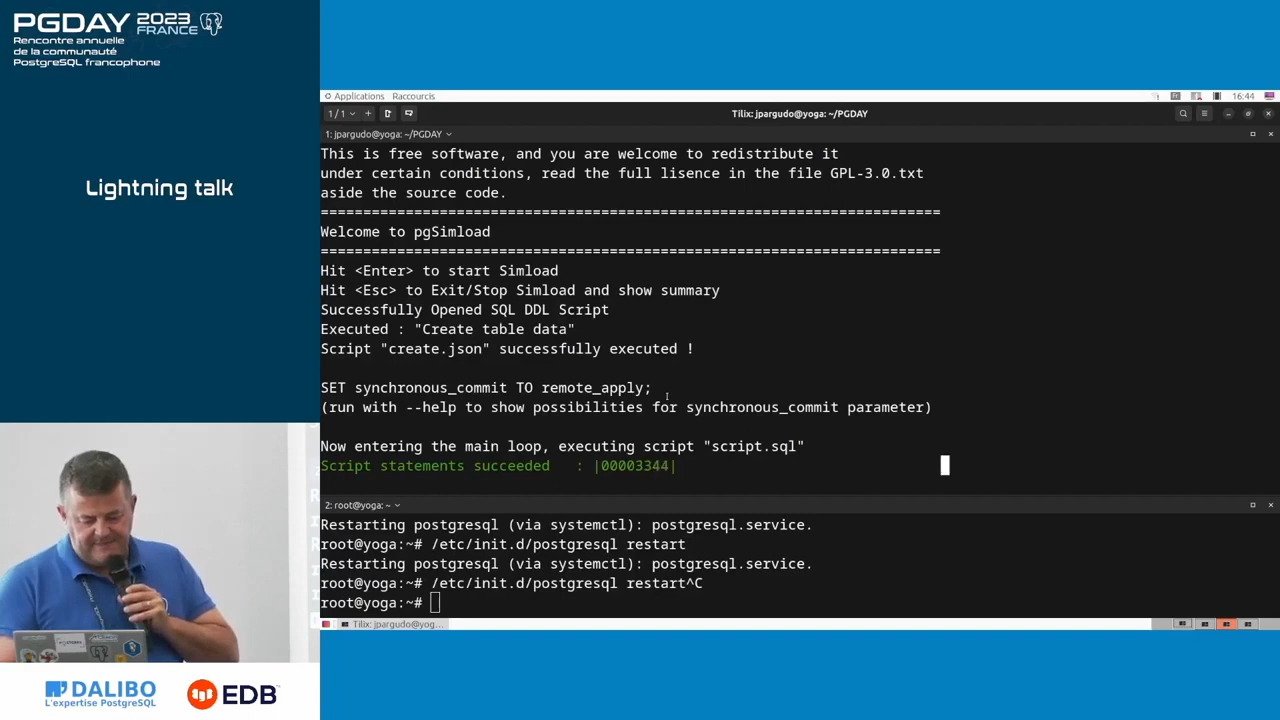 PGDAY 2023 FRANCE
Rencontre annuelle
de la communauté
PostgreSQL francophone
Lightning talk
Applications Raccourcis
16:44
1 / 1
Tilix: jpargudo@yoga: ~/PGDAY
1: jpargudo@yoga: ~/PGDAY
This is free software, and you are welcome to redistribute it
under certain conditions, read the full lisence in the file GPL-3.0.txt
aside the source code.
=========================================================================
Welcome to pgSimload
=========================================================================
Hit <Enter> to start Simload
Hit <Esc> to Exit/Stop Simload and show summary
Successfully Opened SQL DDL Script
Executed : "Create table data"
Script "create.json" successfully executed !
SET synchronous_commit TO remote_apply;
(run with --help to show possibilities for synchronous_commit parameter)
Now entering the main loop, executing script "script.sql"
Script statements succeeded   : |00003344|
2: root@yoga: ~
Restarting postgresql (via systemctl): postgresql.service.
root@yoga:~# /etc/init.d/postgresql restart
Restarting postgresql (via systemctl): postgresql.service.
root@yoga:~# /etc/init.d/postgresql restart^C
root@yoga:~#
Tilix: jpargudo@yog...
DALIBO
L'expertise PostgreSQL
EDB